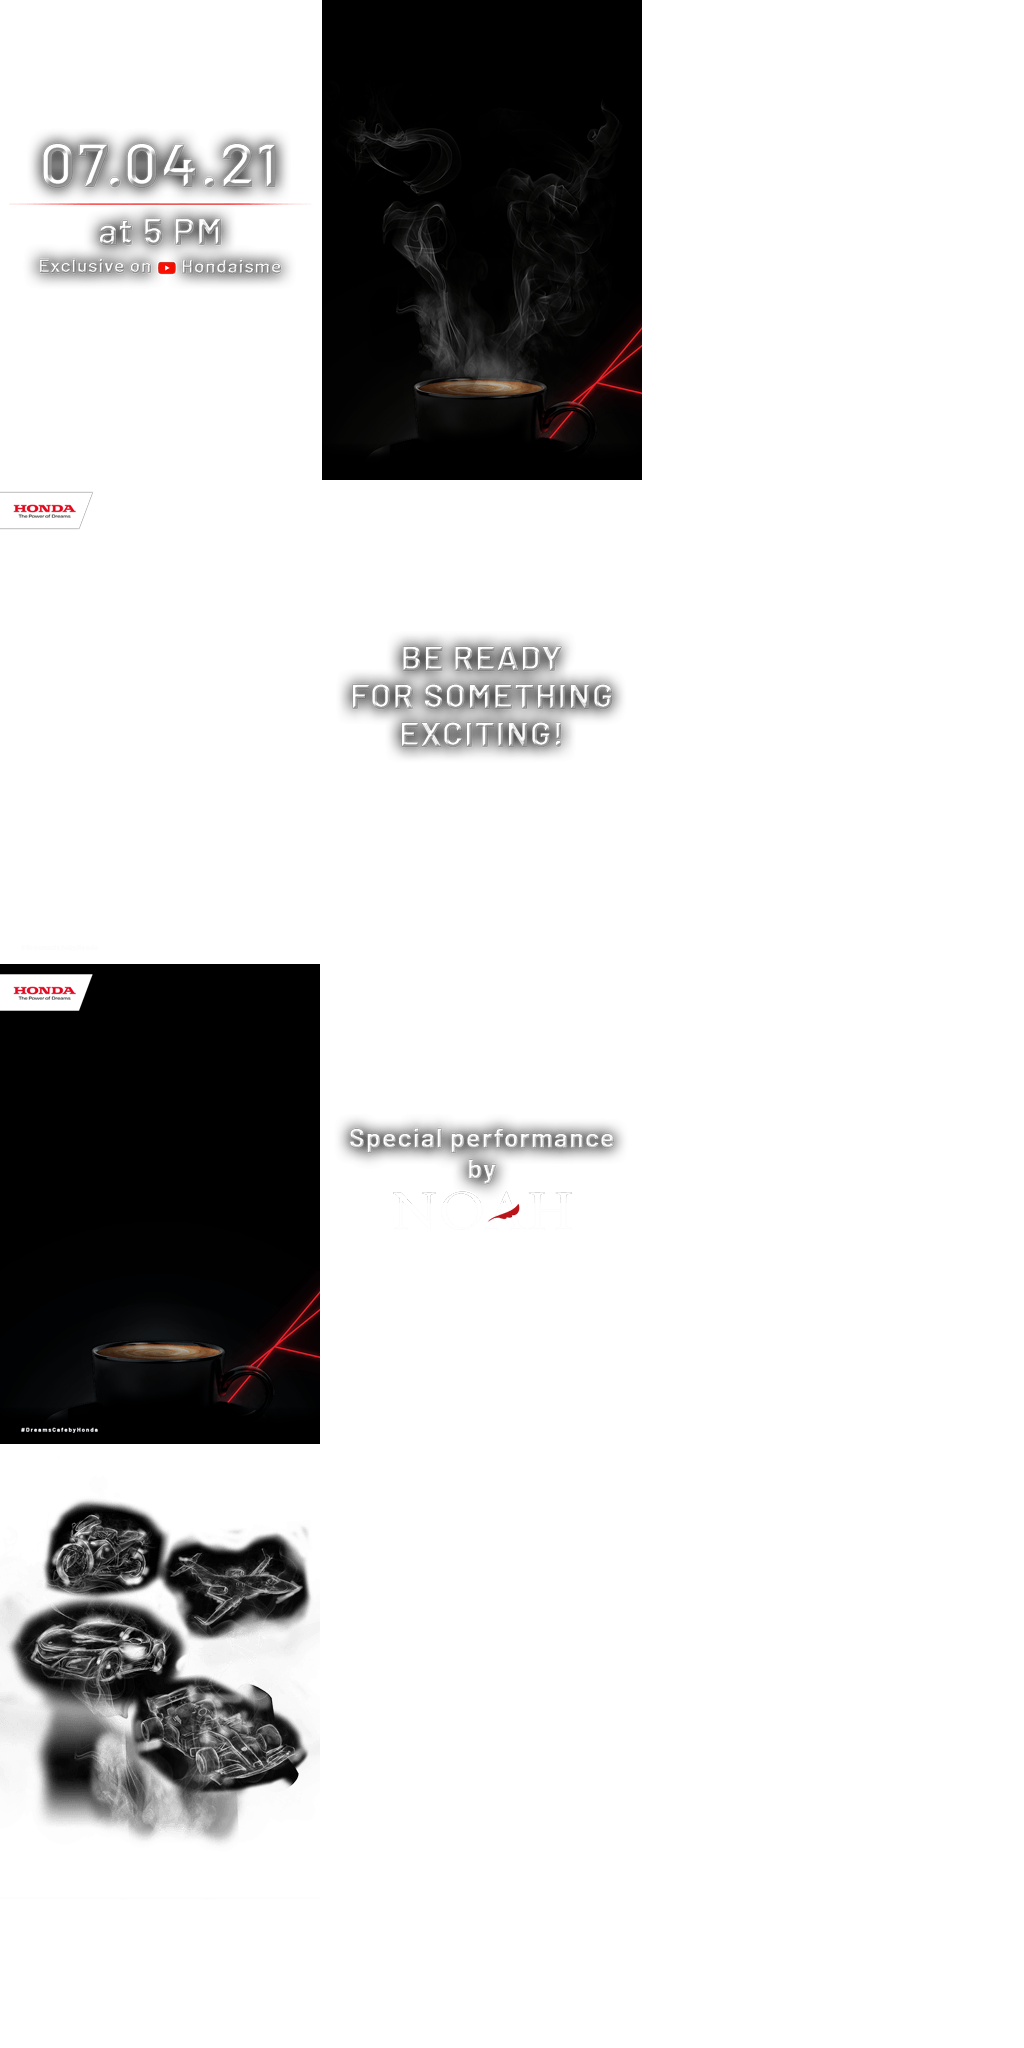 07.04.21
at 5 PM
Exclusive on Hondaisme
HONDA
The Power of Dreams
BE READY
FOR SOMETHING
EXCITING!
HONDA
The Power of Dreams
Special performance
by
NOAH
#DreamsCafebyHonda